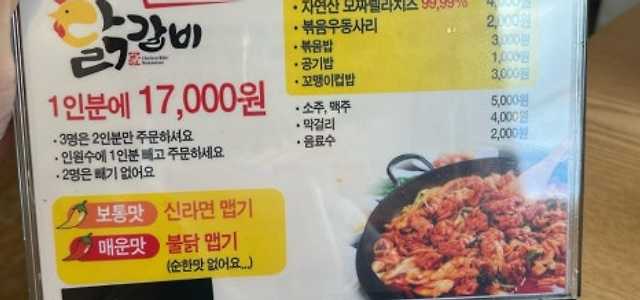 닭갈비
1인분에 17,000원
• 3명은 2인분만 주문하셔요
• 인원수에 1인분 빼고 주문하세요
• 2명은 빼기 없어요
보통맛 신라면 맵기
매운맛 불닭 맵기
(순한맛 없어요...)
• 자연산 모짜렐라치즈 99,99% 4,000원
• 볶음우동사리 2,000원
• 볶음밥 3,000원
• 공기밥 1,000원
• 꼬맹이컵밥 3,000원
• 소주, 맥주 5,000원
• 막걸리 4,000원
• 음료수 2,000원